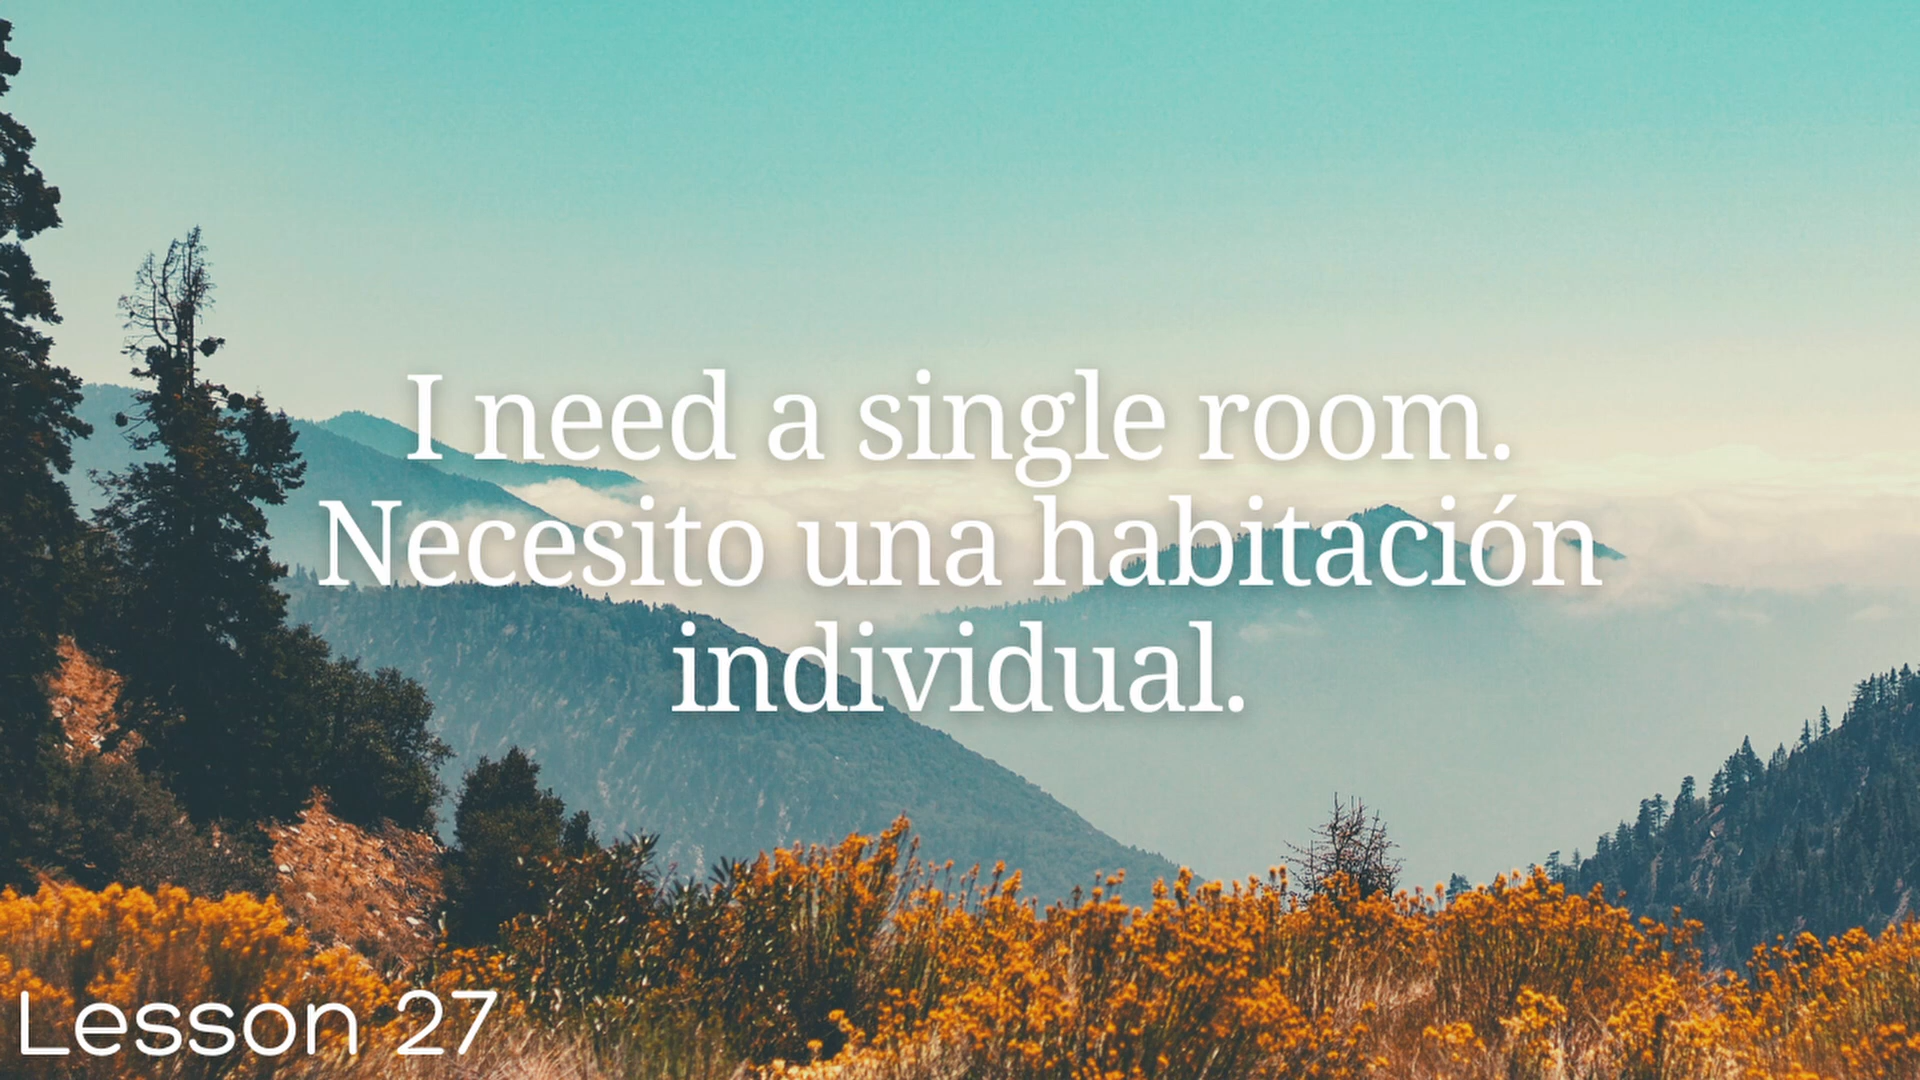 I need a single room.
Necesito una habitación
individual.
Lesson 27